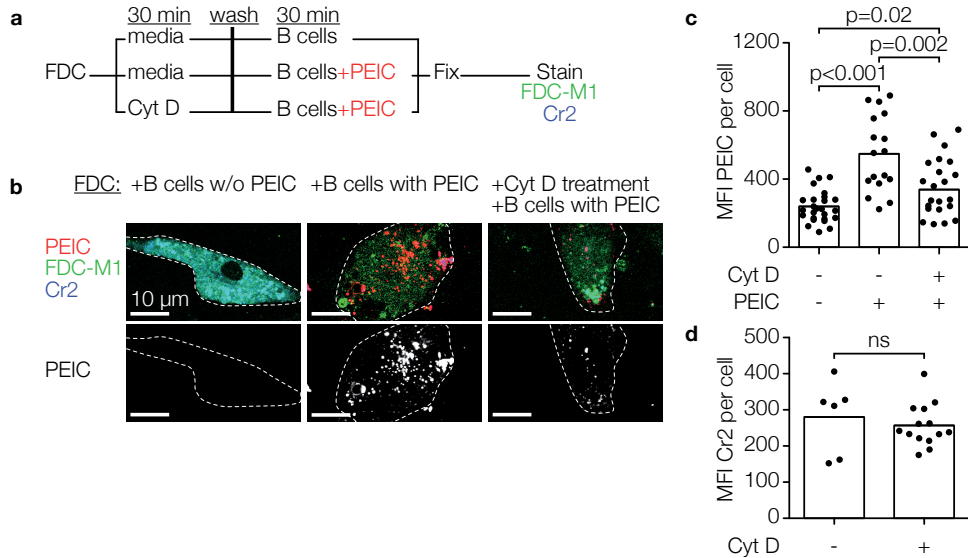 a
30 min wash 30 min
media B cells
FDC media B cells+PEIC Fix Stain
Cyt D B cells+PEIC
FDC-M1
Cr2
b
FDC: +B cells w/o PEIC +B cells with PEIC +Cyt D treatment
+B cells with PEIC
PEIC
FDC-M1
Cr2
10 µm
PEIC
c
p=0.02
p=0.002
p<0.001
MFI PEIC per cell
1200
800
400
0
Cyt D - - +
PEIC - + +
d
ns
MFI Cr2 per cell
500
400
300
200
100
0
Cyt D - +